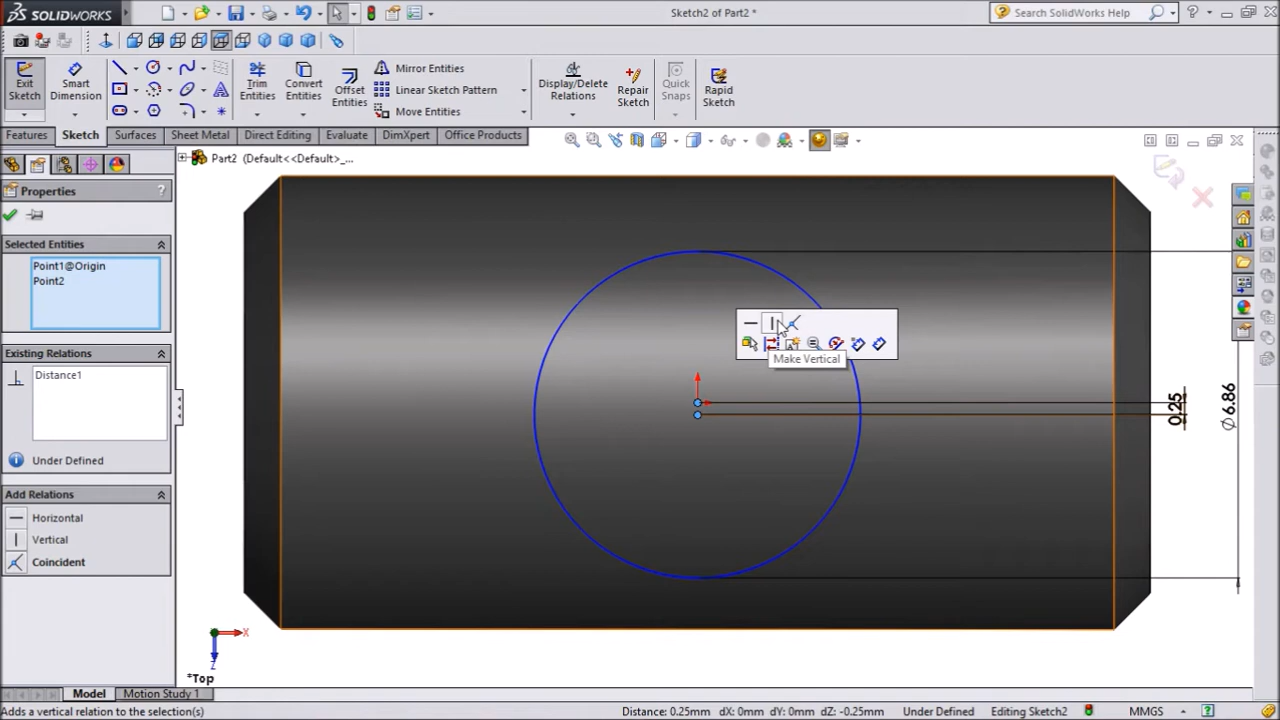 SOLIDWORKS
Sketch2 of Part2 *
Search SolidWorks Help
Exit Sketch
Smart Dimension
Trim Entities
Convert Entities
Offset Entities
Mirror Entities
Linear Sketch Pattern
Move Entities
Display/Delete Relations
Repair Sketch
Quick Snaps
Rapid Sketch
Features
Sketch
Surfaces
Sheet Metal
Direct Editing
Evaluate
DimXpert
Office Products
Part2 (Default<<Default>_...
Properties
?
Selected Entities
Point1@Origin
Point2
Existing Relations
Distance1
Under Defined
Add Relations
Horizontal
Vertical
Coincident
Make Vertical
0.25
Ø 6.86
X
Z
*Top
Model
Motion Study 1
Adds a vertical relation to the selection(s)
Distance: 0.25mm
dX: 0mm dY: 0mm dZ: -0.25mm
Under Defined
Editing Sketch2
MMGS